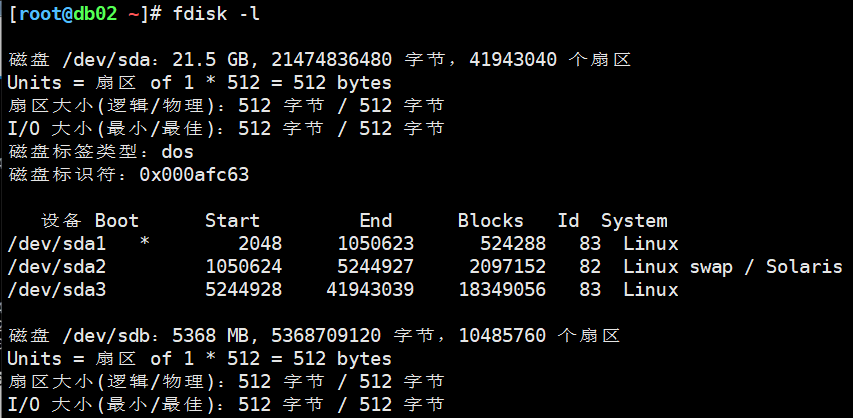 [root@db02 ~]# fdisk -l
磁盘 /dev/sda：21.5 GB, 21474836480 字节，41943040 个扇区
Units = 扇区 of 1 * 512 = 512 bytes
扇区大小(逻辑/物理)：512 字节 / 512 字节
I/O 大小(最小/最佳)：512 字节 / 512 字节
磁盘标签类型：dos
磁盘标识符：0x000afc63
设备 Boot      Start         End      Blocks   Id  System
/dev/sda1   *        2048     1050623      524288   83  Linux
/dev/sda2         1050624     5244927     2097152   82  Linux swap / Solaris
/dev/sda3         5244928    41943039    18349056   83  Linux
磁盘 /dev/sdb：5368 MB, 5368709120 字节，10485760 个扇区
Units = 扇区 of 1 * 512 = 512 bytes
扇区大小(逻辑/物理)：512 字节 / 512 字节
I/O 大小(最小/最佳)：512 字节 / 512 字节